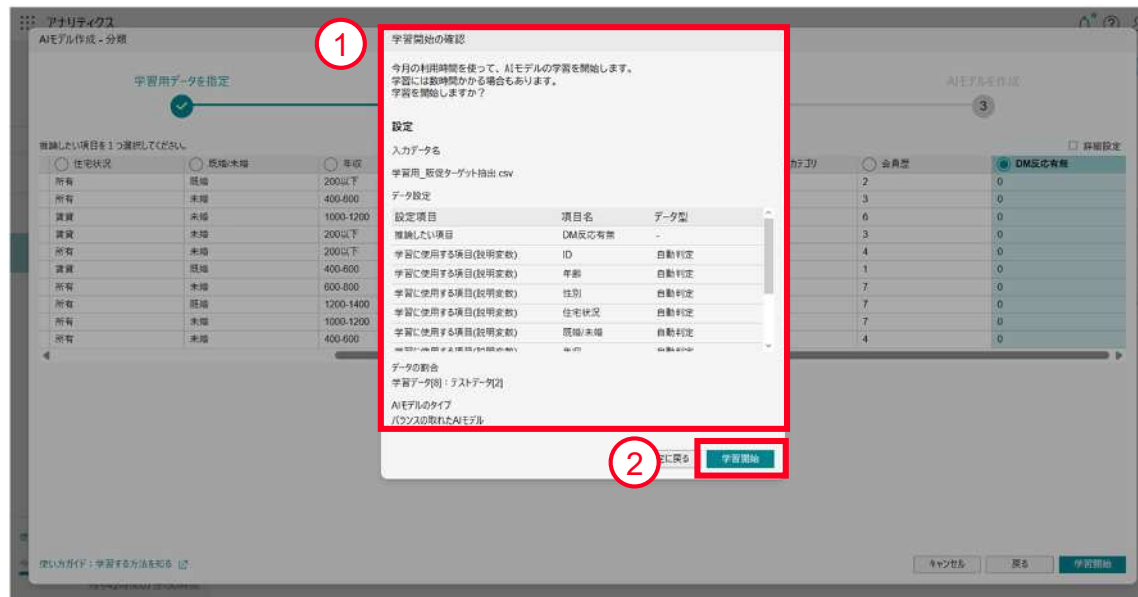 アナリティクス
AIモデル作成 - 分類
学習用データを指定
AIモデルを作成
3
推論したい項目を1つ選択してください。
詳細設定
住宅状況 既婚/未婚 年収 カテゴリ 会員歴 DM反応有無
所有 既婚 200以下 2 0
所有 未婚 400-600 3 0
賃貸 未婚 1000-1200 6 0
賃貸 未婚 200以下 3 0
所有 未婚 200以下 4 0
賃貸 既婚 400-600 1 0
所有 未婚 600-800 7 0
所有 既婚 1200-1400 7 0
所有 未婚 1000-1200 7 0
所有 未婚 400-600 4 0
1
学習開始の確認
今月の利用時間を使って、AIモデルの学習を開始します。
学習には数時間かかる場合もあります。
学習を開始しますか？
設定
入力データ名
学習用_販促ターゲット抽出.csv
データ設定
設定項目 項目名 データ型
推論したい項目 DM反応有無 -
学習に使用する項目(説明変数) ID 自動判定
学習に使用する項目(説明変数) 年齢 自動判定
学習に使用する項目(説明変数) 性別 自動判定
学習に使用する項目(説明変数) 住宅状況 自動判定
学習に使用する項目(説明変数) 既婚/未婚 自動判定
学習に使用する項目(説明変数) 年収 自動判定
データの割合
学習データ[8]：テストデータ[2]
AIモデルのタイプ
バランスの取れたAIモデル
2
に戻る
学習開始
使い方ガイド：学習する方法を知る
キャンセル
戻る
学習開始